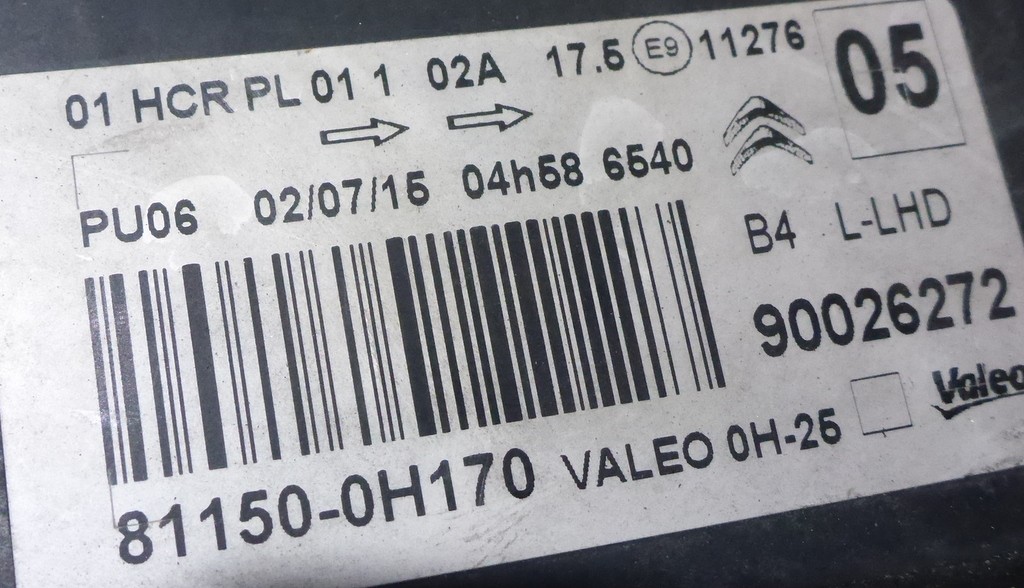 01 HCR PL 01 1 02A 17.5 E9 11276
05
PU06 02/07/15 04h58 6540
B4 L-LHD
90026272
Valeo
81150-0H170 VALEO 0H-25